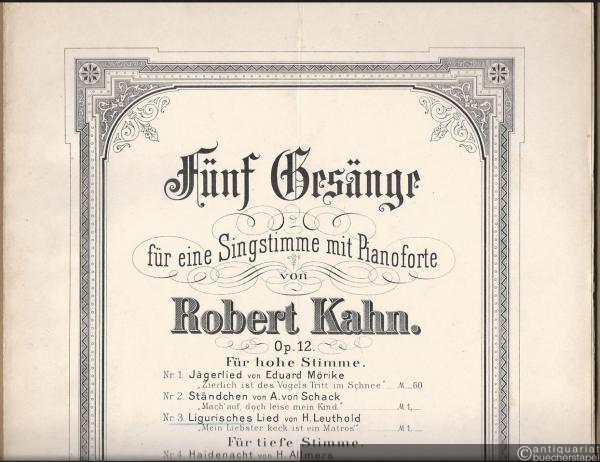 Fünf Gesänge
für eine Singstimme mit Pianoforte
von
Robert Kahn.
Op. 12.
Für hohe Stimme.
Nr. 1. Jägerlied von Eduard Mörike
„Zierlich ist des Vogels Tritt im Schnee" M _ 60
Nr. 2. Ständchen von A. von Schack
„Mach' auf, doch leise mein Kind" M 1, _
Nr. 3. Ligurisches Lied von H. Leuthold
„Mein Liebster keck ist ein Matros" M 1, _
Für tiefe Stimme.
Nr. 4. Haidenacht von H. Allmers
antiquariat
buecherstapel